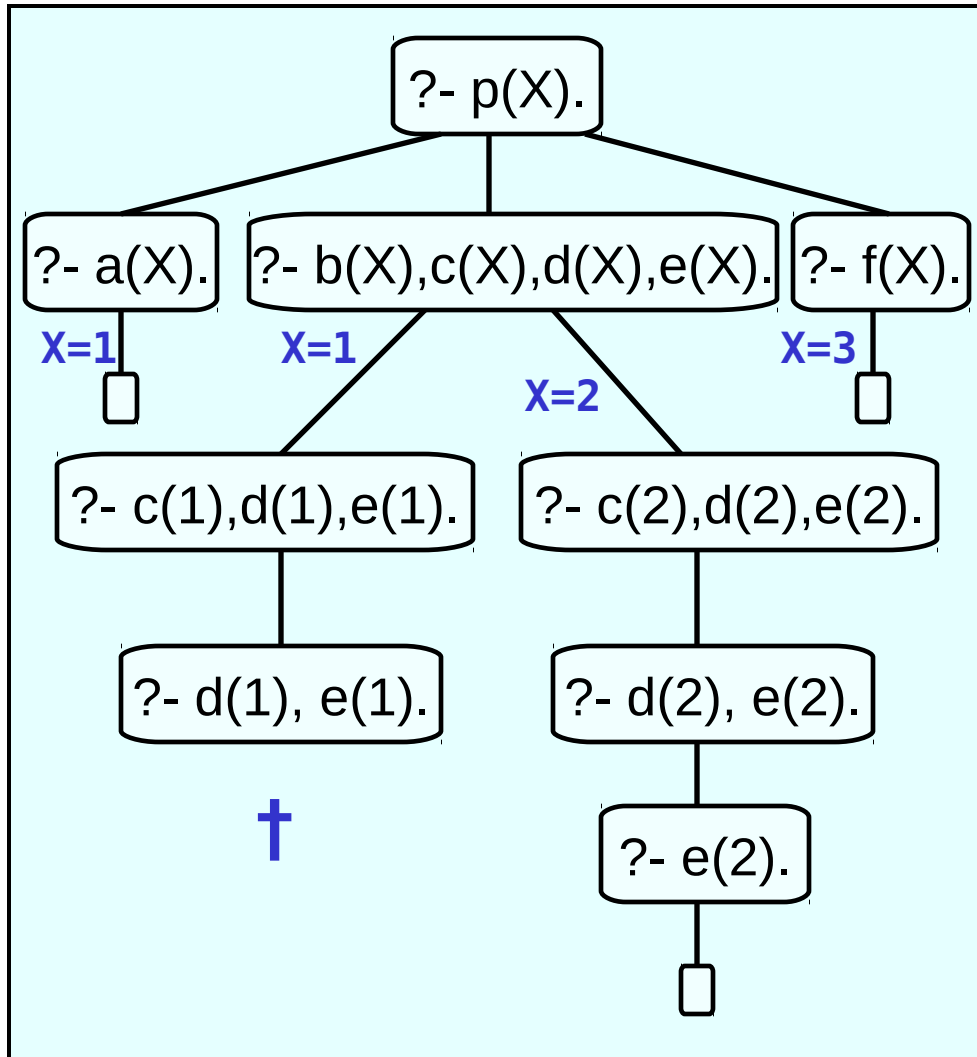 ?- p(X).
?- a(X).
?- b(X),c(X),d(X),e(X).
?- f(X).
X=1
X=1
X=2
X=3
?- c(1),d(1),e(1).
?- c(2),d(2),e(2).
?- d(1), e(1).
?- d(2), e(2).
†
?- e(2).